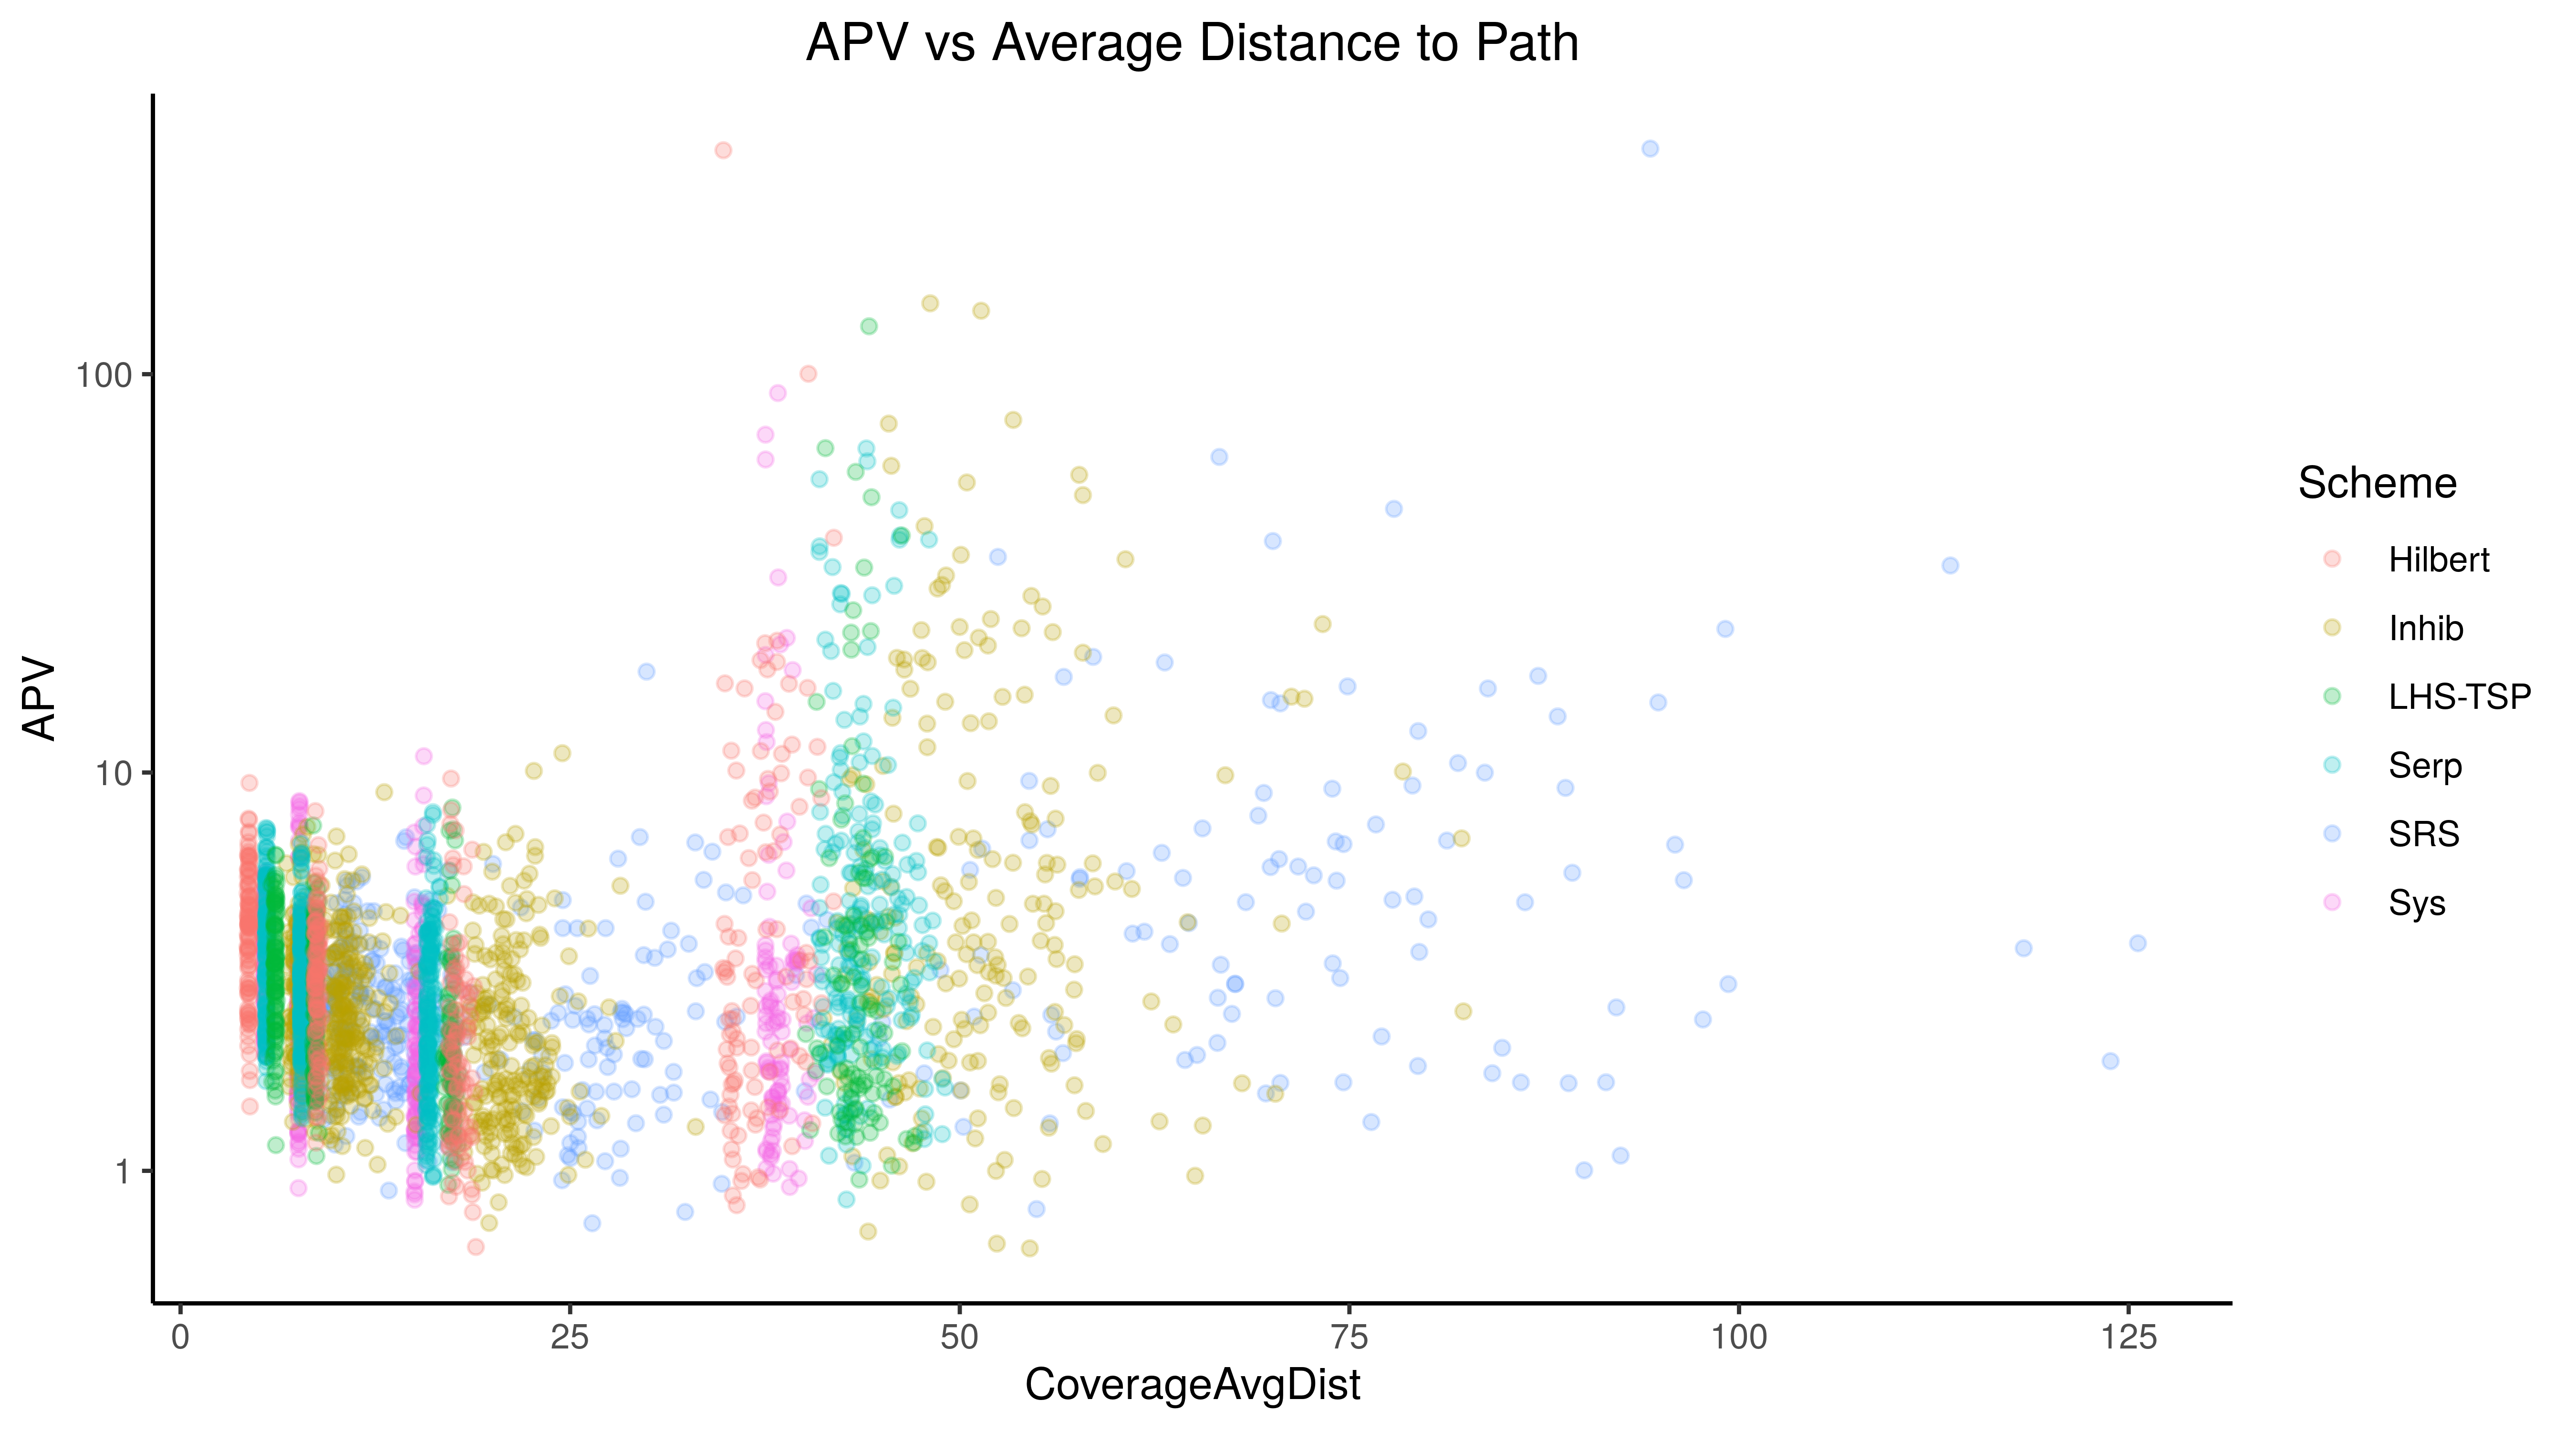 APV vs Average Distance to Path
APV
100
10
1
0 25 50 75 100 125
CoverageAvgDist
Scheme
Hilbert
Inhib
LHS-TSP
Serp
SRS
Sys